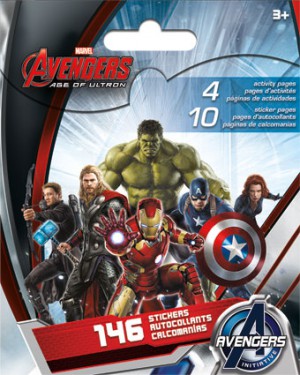 3+
MARVEL
AVENGERS
AGE OF ULTRON
4
activity pages
pages d'activités
páginas de actividades
10
sticker pages
pages d'autocollants
páginas de calcomanías
146
STICKERS
AUTOCOLLANTS
CALCOMANÍAS
A
AVENGERS
INITIATIVE